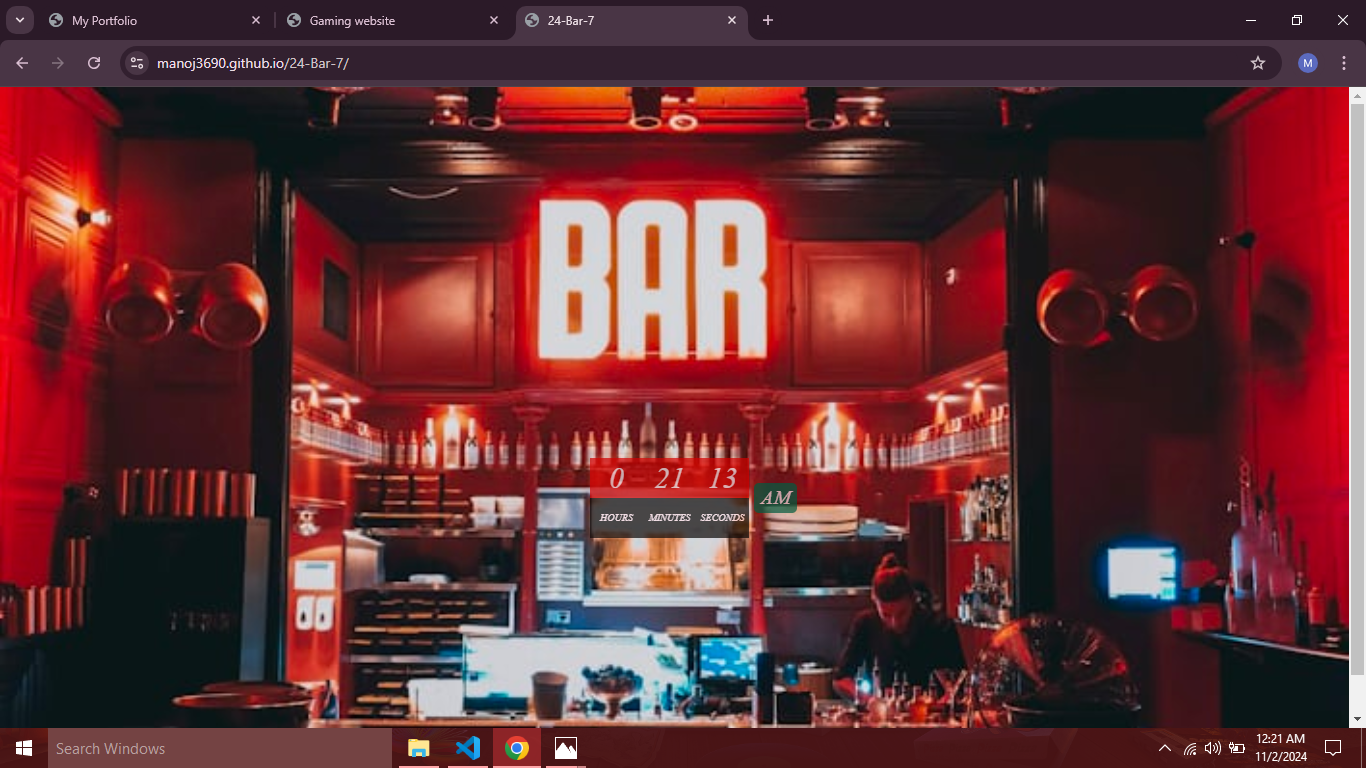 My Portfolio
Gaming website
24-Bar-7
manoj3690.github.io/24-Bar-7/
M
BAR
0 21 13
AM
HOURS MINUTES SECONDS
Search Windows
12:21 AM
11/2/2024